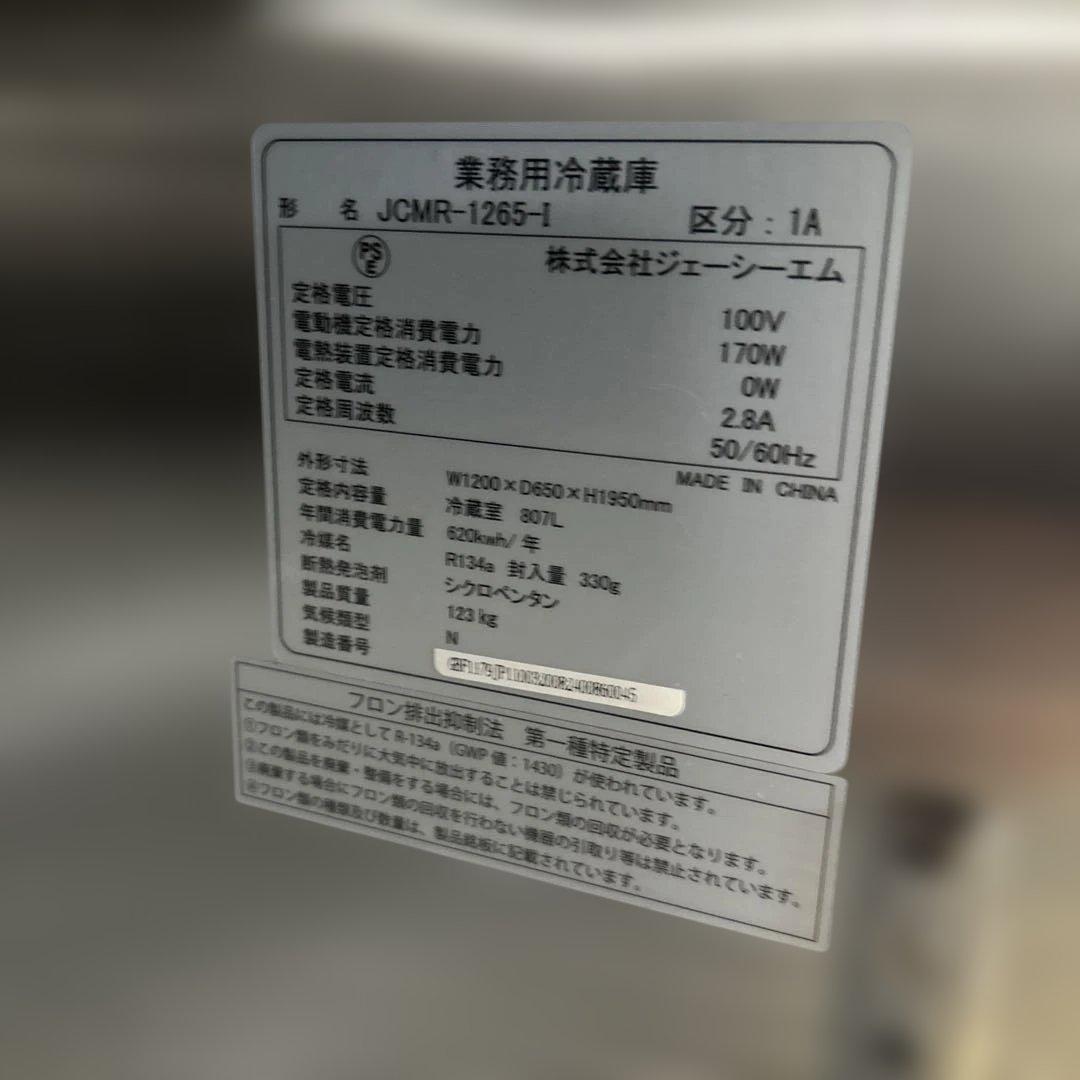 業務用冷蔵庫
形 名 JCMR-1265-I 区分：1A
PSE 株式会社ジェーシーエム
定格電圧 100V
電動機定格消費電力 170W
電熱装置定格消費電力 0W
定格電流 2.8A
定格周波数 50/60Hz
MADE IN CHINA
外形寸法 W1200×D650×H1950mm
定格内容量 冷蔵室 807L
年間消費電力量 620kwh/年
冷媒名 R134a 封入量 330g
断熱発泡剤 シクロペンタン
製品質量 123kg
気候類型 N
製造番号
フロン排出抑制法 第一種特定製品
この製品には冷媒として R-134a（GWP 値：1430）が使われています。
①フロン類をみだりに大気中に放出することは禁じられています。
②この製品を廃棄・整備をする場合には、フロン類の回収が必要となります。
③廃棄する場合にフロン類の回収を行わない機器の引取り等は禁止されています。
④フロン類の種類及び数量は、製品銘板に記載されています。